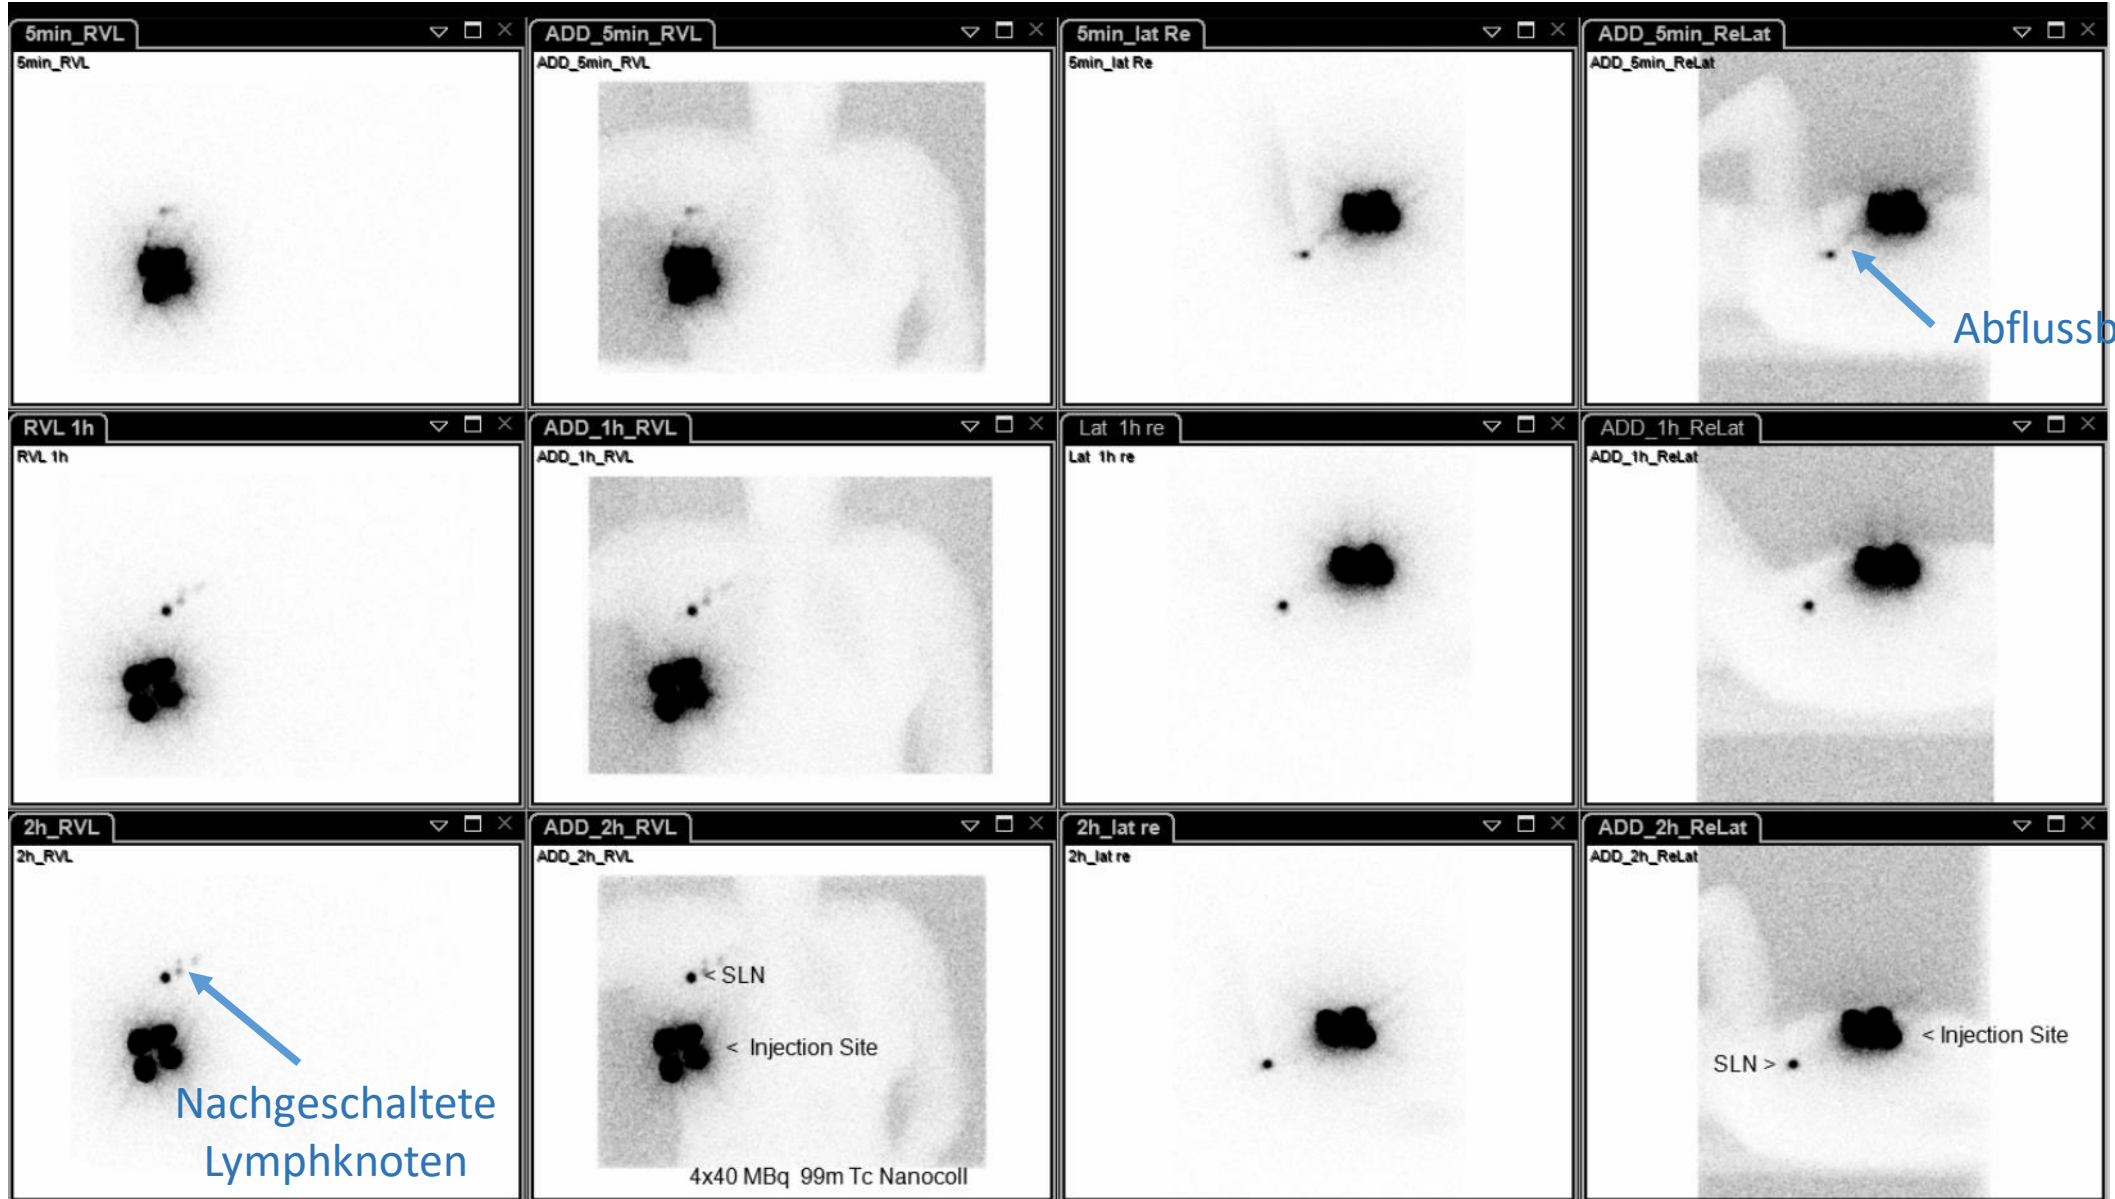 5min_RVL
ADD_5min_RVL
5min_lat Re
ADD_5min_ReLat
5min_RVL
ADD_5min_RVL
5min_lat Re
ADD_5min_ReLat
Abflussb
RVL 1h
ADD_1h_RVL
Lat 1h re
ADD_1h_ReLat
RVL 1h
ADD_1h_RVL
Lat 1h re
ADD_1h_ReLat
2h_RVL
ADD_2h_RVL
2h_lat re
ADD_2h_ReLat
2h_RVL
ADD_2h_RVL
2h_lat re
ADD_2h_ReLat
< SLN
< Injection Site
< Injection Site
SLN >
Nachgeschaltete
Lymphknoten
4x40 MBq 99m Tc Nanocoll